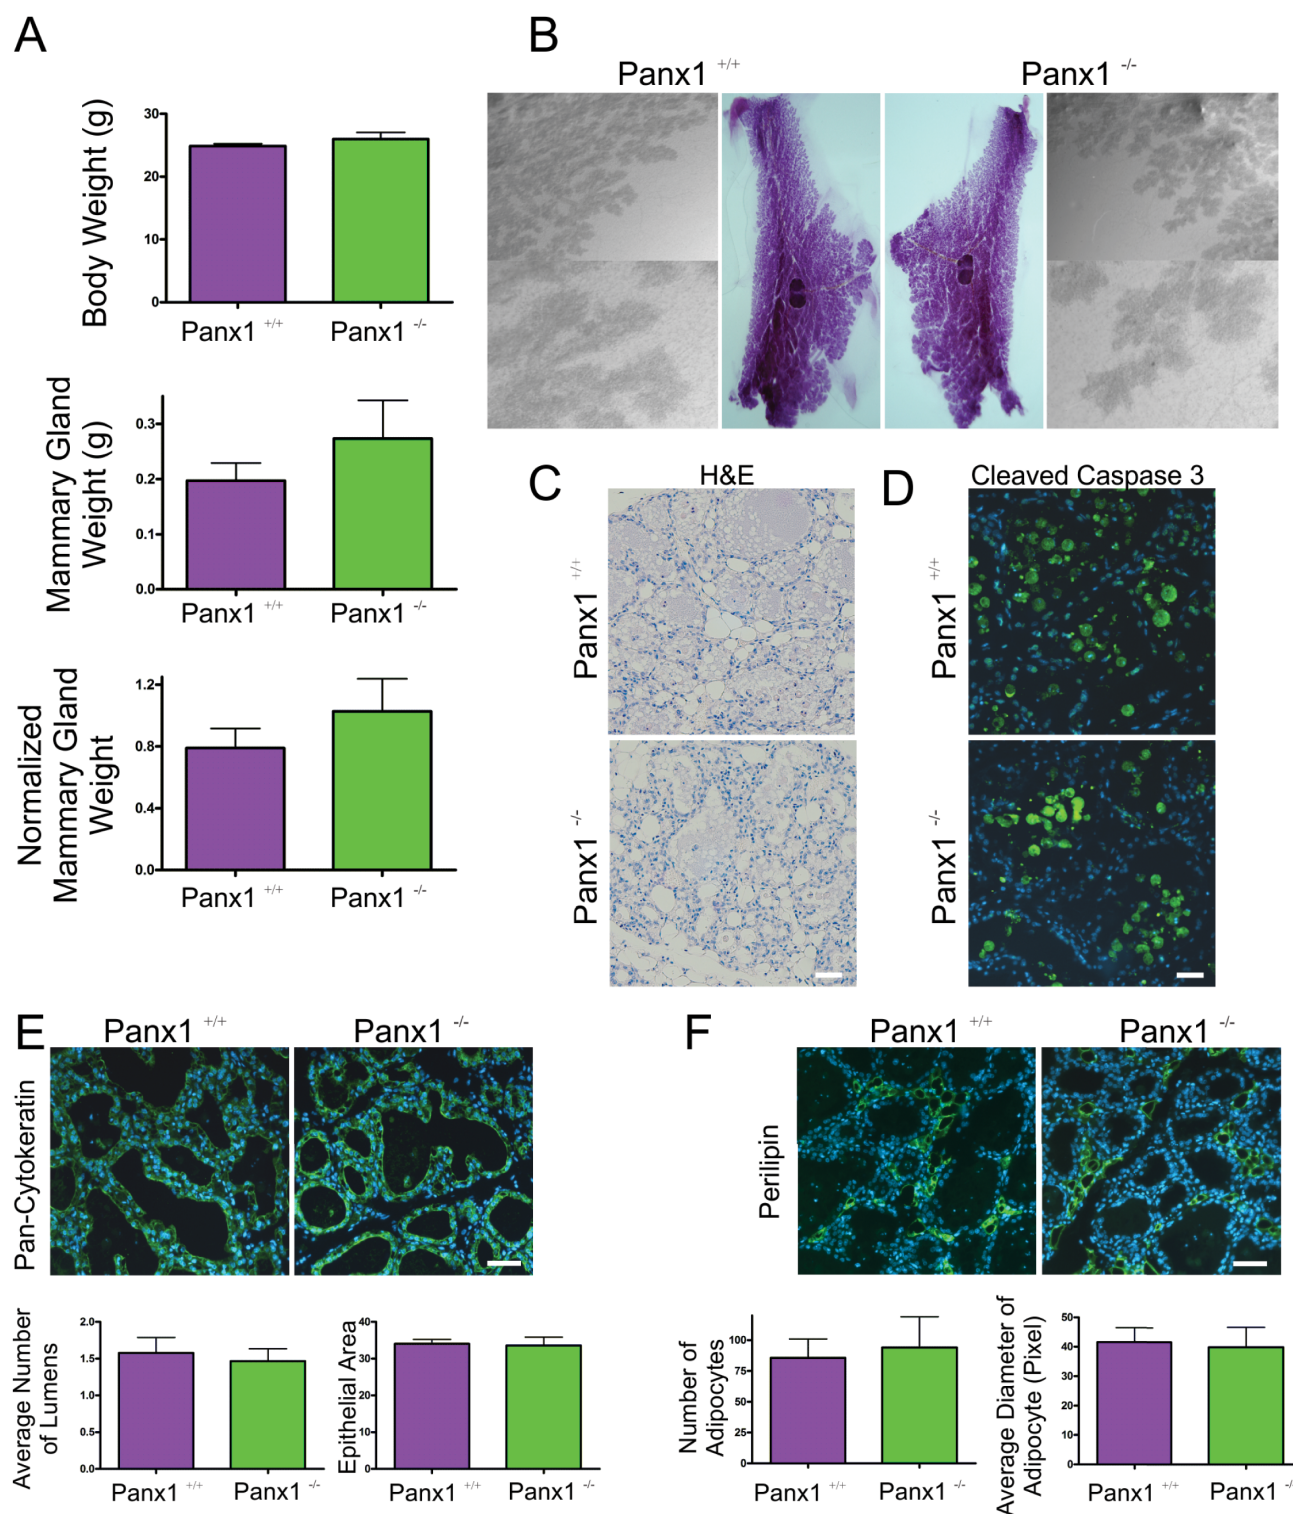 A
Body Weight (g)
30
20
10
0
Panx1 +/+
Panx1 -/-
Mammary Gland
Weight (g)
0.3
0.2
0.1
0.0
Panx1 +/+
Panx1 -/-
Normalized
Mammary Gland
Weight
1.2
0.8
0.4
0.0
Panx1 +/+
Panx1 -/-
B
Panx1 +/+
Panx1 -/-
C
H&E
Panx1 +/+
Panx1 -/-
D
Cleaved Caspase 3
Panx1 +/+
Panx1 -/-
E
Panx1 +/+
Panx1 -/-
Pan-Cytokeratin
Average Number
of Lumens
2.0
1.5
1.0
0.5
0.0
Panx1 +/+
Panx1 -/-
Epithelial Area
40
30
20
10
0
Panx1 +/+
Panx1 -/-
F
Panx1 +/+
Panx1 -/-
Perilipin
Number of
Adipocytes
100
75
50
25
0
Panx1 +/+
Panx1 -/-
Average Diameter of
Adipocyte (Pixel)
50
40
30
20
10
0
Panx1 +/+
Panx1 -/-